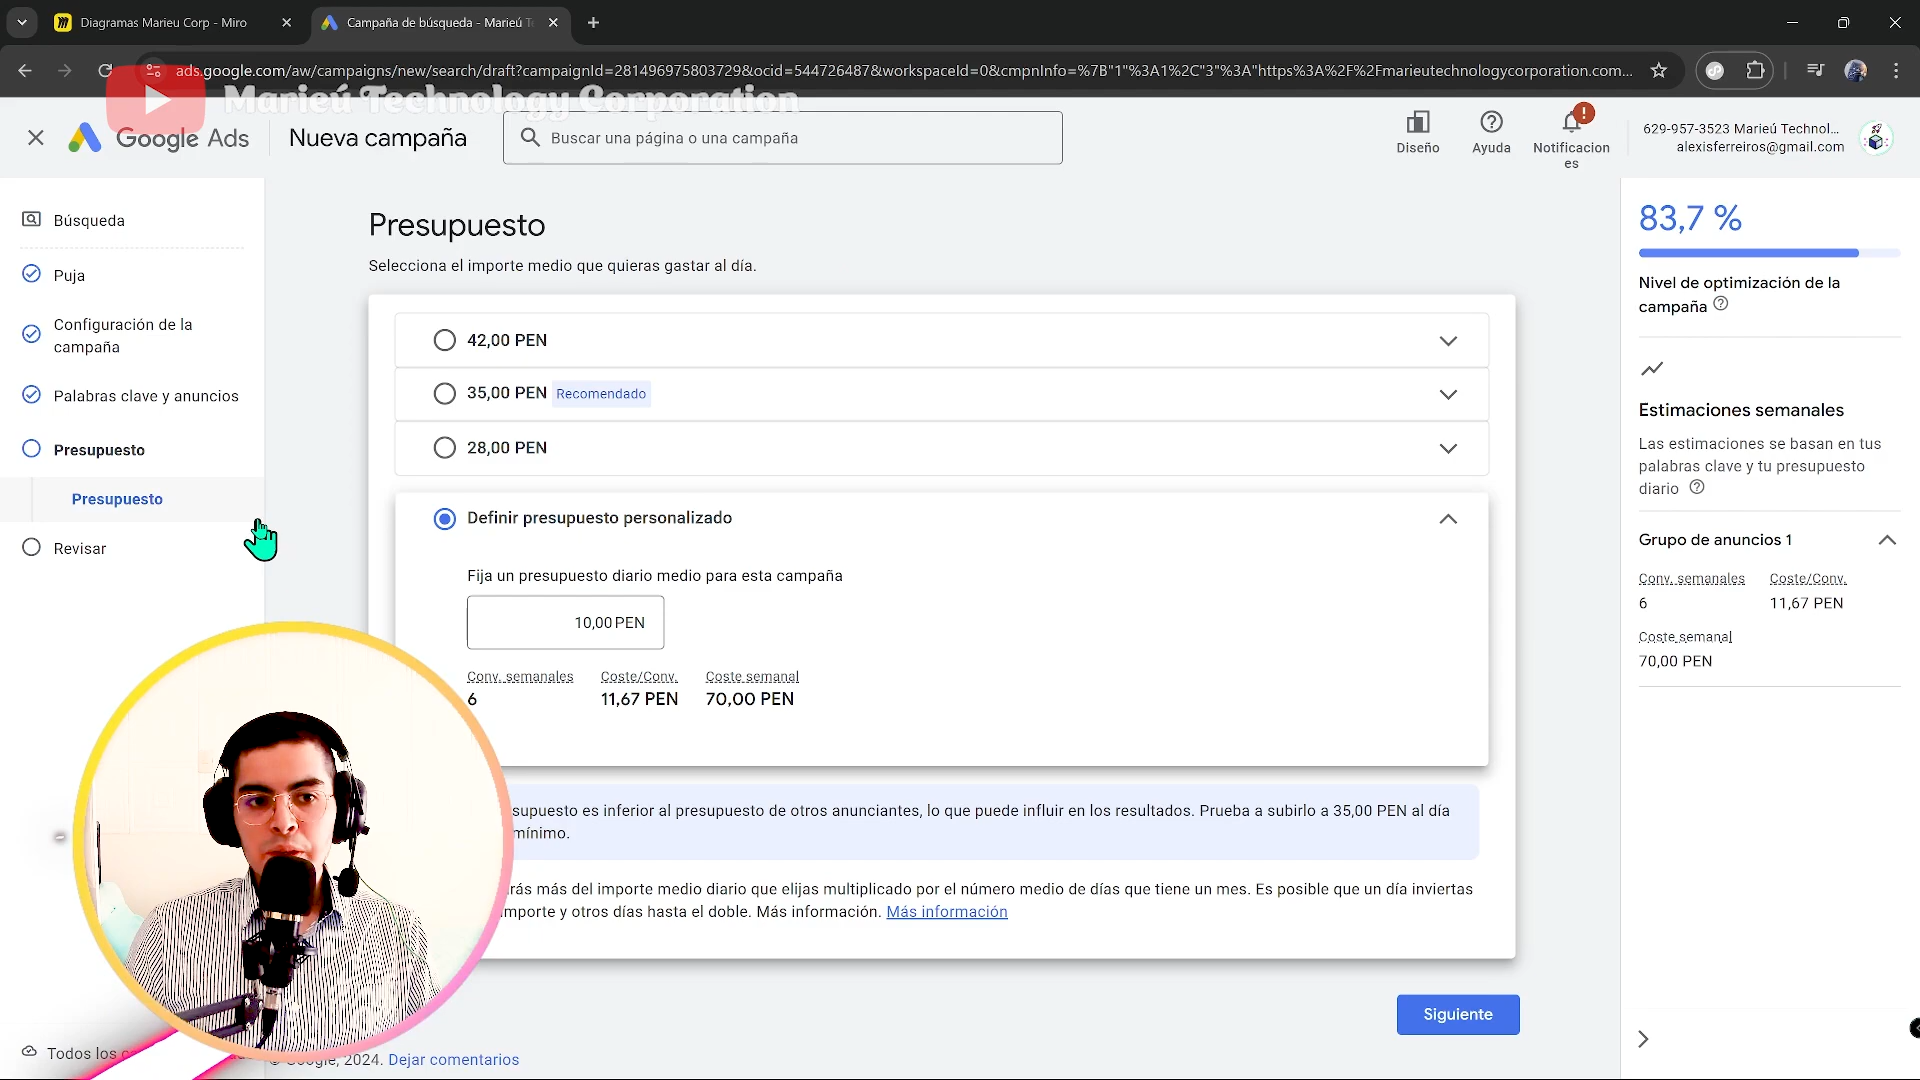 Diagramas Marieu Corp - Miro
Campaña de búsqueda - Marieú T
ads.google.com/aw/campaigns/new/search/draft?campaignId=281496975803729&ocid=544726487&workspaceId=0&cmpnInfo=%7B"1"%3A1%2C"3"%3A"https%3A%2F%2Fmarieutechnologycorporation.com...
Marieú Technology Corporation
Google Ads
Nueva campaña
Buscar una página o una campaña
Diseño
Ayuda
Notificacion
es
629-957-3523 Marieú Technol...
alexisferreiros@gmail.com
Búsqueda
Puja
Configuración de la
campaña
Palabras clave y anuncios
Presupuesto
Presupuesto
Revisar
Todos los
Presupuesto
Selecciona el importe medio que quieras gastar al día.
42,00 PEN
35,00 PEN Recomendado
28,00 PEN
Definir presupuesto personalizado
Fija un presupuesto diario medio para esta campaña
10,00 PEN
Conv. semanales Coste/Conv. Coste semanal
6 11,67 PEN 70,00 PEN
supuesto es inferior al presupuesto de otros anunciantes, lo que puede influir en los resultados. Prueba a subirlo a 35,00 PEN al día
mínimo.
rás más del importe medio diario que elijas multiplicado por el número medio de días que tiene un mes. Es posible que un día inviertas
importe y otros días hasta el doble. Más información. Más información
Siguiente
Google, 2024. Dejar comentarios
83,7 %
Nivel de optimización de la
campaña
Estimaciones semanales
Las estimaciones se basan en tus
palabras clave y tu presupuesto
diario
Grupo de anuncios 1
Conv. semanales Coste/Conv.
6 11,67 PEN
Coste semanal
70,00 PEN